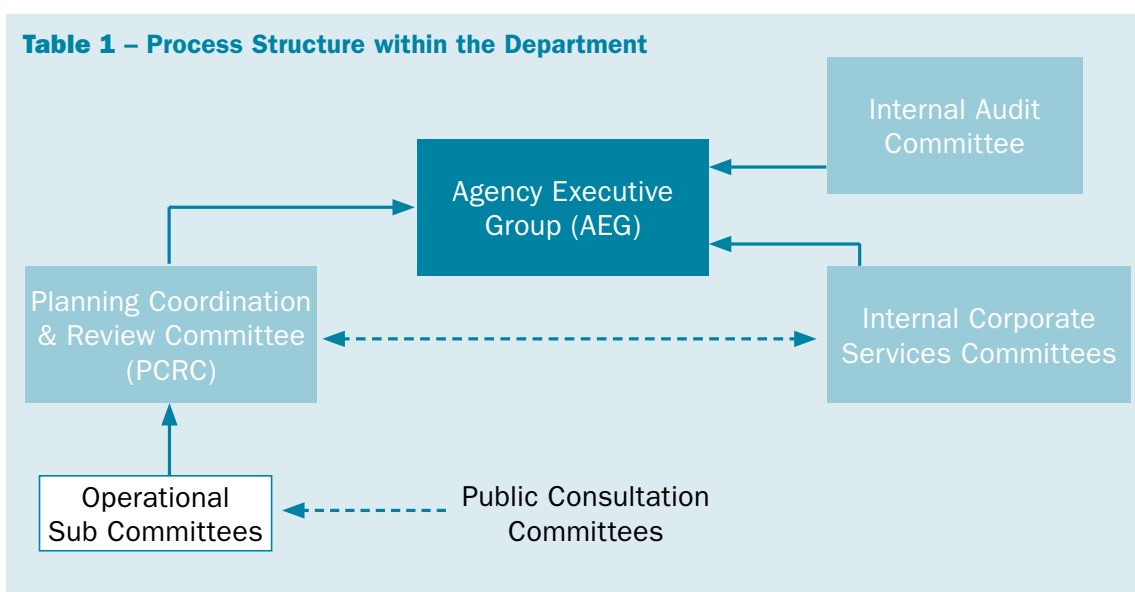 Table 1 – Process Structure within the Department
Internal Audit
Committee
Agency Executive
Group (AEG)
Planning Coordination
& Review Committee
(PCRC)
Internal Corporate
Services Committees
Operational
Sub Committees
Public Consultation
Committees